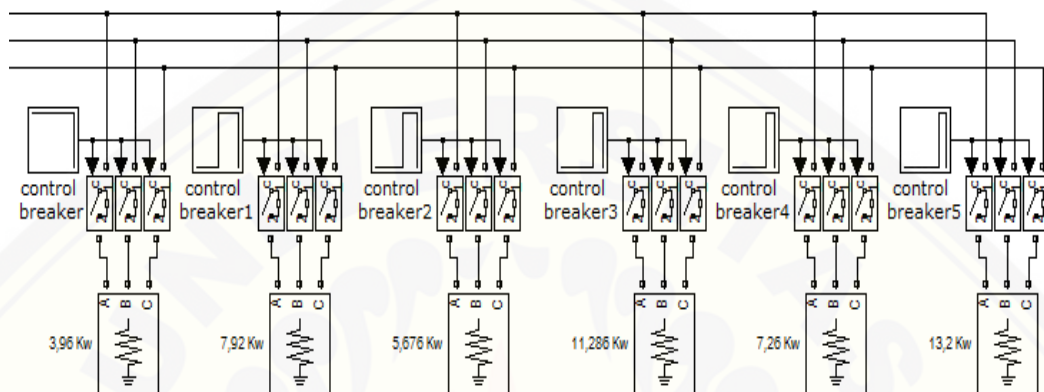 control
breaker
control
breaker1
control
breaker2
control
breaker3
control
breaker4
control
breaker5
A B C
A B C
A B C
A B C
A B C
A B C
3,96 Kw
7,92 Kw
5,676 Kw
11,286 Kw
7,26 Kw
13,2 Kw